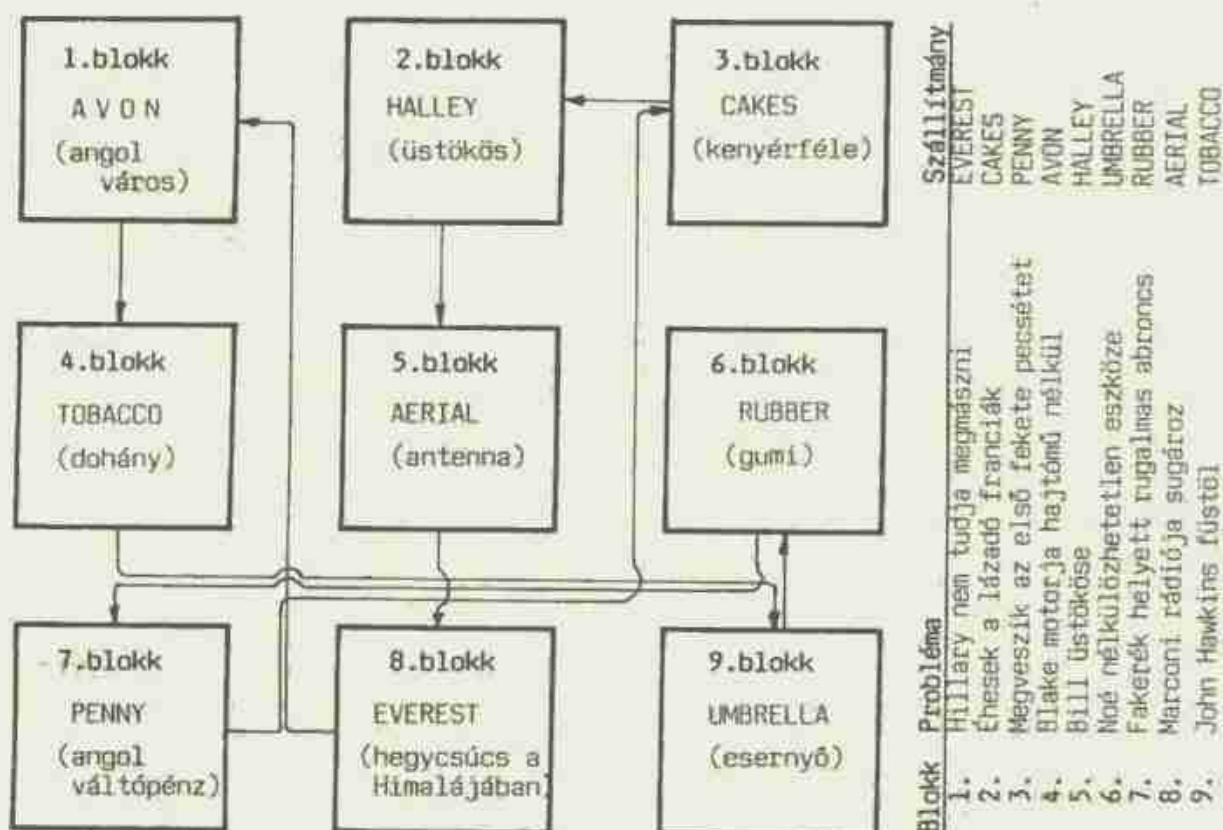 1.blokk
A V O N
(angol
város)
2.blokk
HALLEY
(üstökös)
3.blokk
CAKES
(kenyérféle)
4.blokk
TOBACCO
(dohány)
5.blokk
AERIAL
(antenna)
6.blokk
RUBBER
(gumi)
7.blokk
PENNY
(angol
váltópénz)
8.blokk
EVEREST
(hegycsúcs a
Himalájában)
9.blokk
UMBRELLA
(esernyő)
Blokk Probléma Szállítmány
1. Hillary nem tudja megmászni EVEREST
2. Éhesek a lázadó franciák CAKES
3. Megveszik az első fekete pecsétet PENNY
4. Blake motorja hajtómű nélkül AVON
5. Bill üstököse HALLEY
6. Noé nélkülözhetetlen eszköze UMBRELLA
7. Fakerék helyett rugalmas abroncs RUBBER
8. Marconi rádiója sugároz AERIAL
9. John Hawkins füstöl TOBACCO